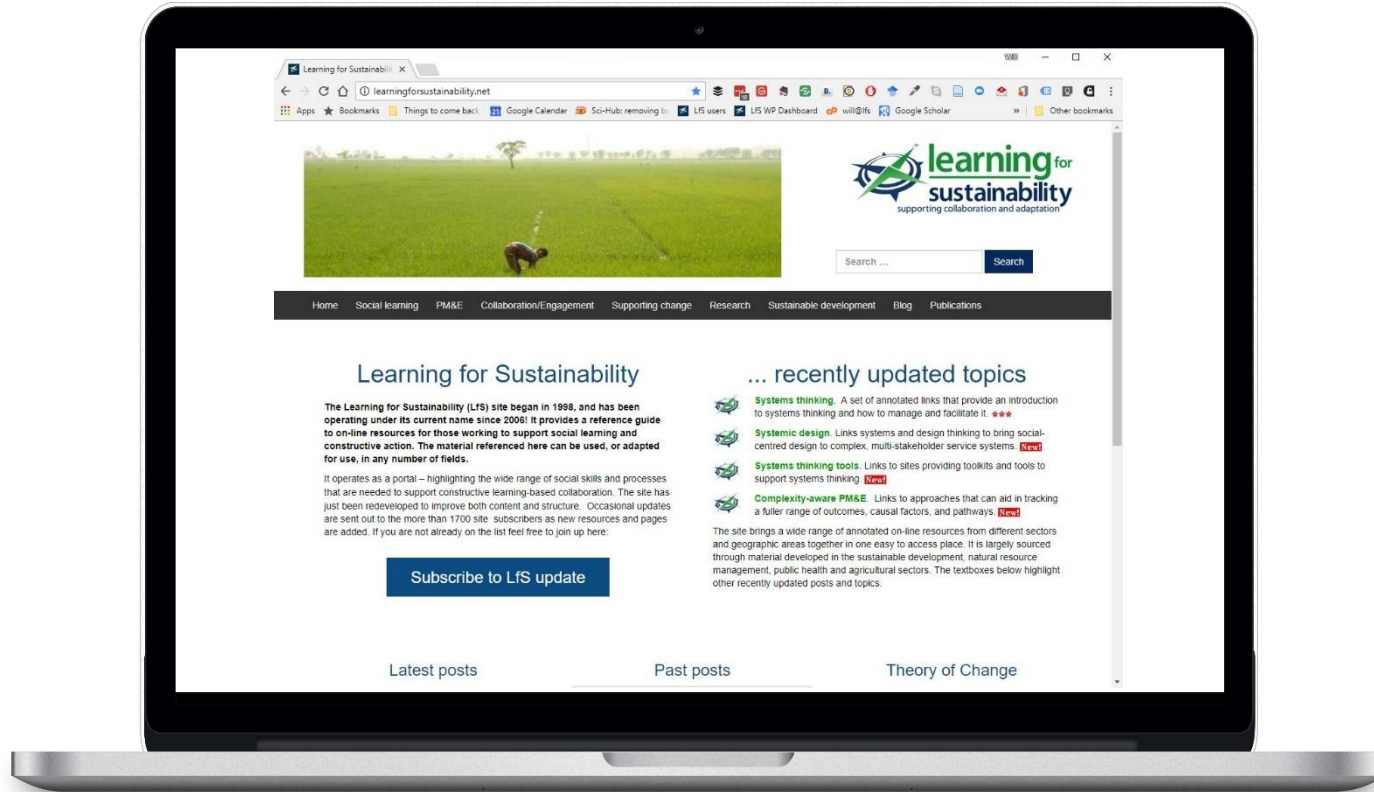 Will
Learning for Sustainabilit
learningforsustainability.net
Apps Bookmarks Things to come back Google Calendar Sci-Hub: removing b LfS users LfS WP Dashboard will@lfs Google Scholar » Other bookmarks
learning for
sustainability
supporting collaboration and adaptation
Search ... Search
Home Social learning PM&E Collaboration/Engagement Supporting change Research Sustainable development Blog Publications
Learning for Sustainability
The Learning for Sustainability (LfS) site began in 1998, and has been
operating under its current name since 2006! It provides a reference guide
to on-line resources for those working to support social learning and
constructive action. The material referenced here can be used, or adapted
for use, in any number of fields.
It operates as a portal – highlighting the wide range of social skills and processes
that are needed to support constructive learning-based collaboration. The site has
just been redeveloped to improve both content and structure. Occasional updates
are sent out to the more than 1700 site subscribers as new resources and pages
are added. If you are not already on the list feel free to join up here:
Subscribe to LfS update
... recently updated topics
Systems thinking. A set of annotated links that provide an introduction
to systems thinking and how to manage and facilitate it.
Systemic design. Links systems and design thinking to bring social-
centred design to complex, multi-stakeholder service systems. New!
Systems thinking tools. Links to sites providing toolkits and tools to
support systems thinking. New!
Complexity-aware PM&E. Links to approaches that can aid in tracking
a fuller range of outcomes, causal factors, and pathways. New!
The site brings a wide range of annotated on-line resources from different sectors
and geographic areas together in one easy to access place. It is largely sourced
through material developed in the sustainable development, natural resource
management, public health and agricultural sectors. The textboxes below highlight
other recently updated posts and topics.
Latest posts Past posts Theory of Change